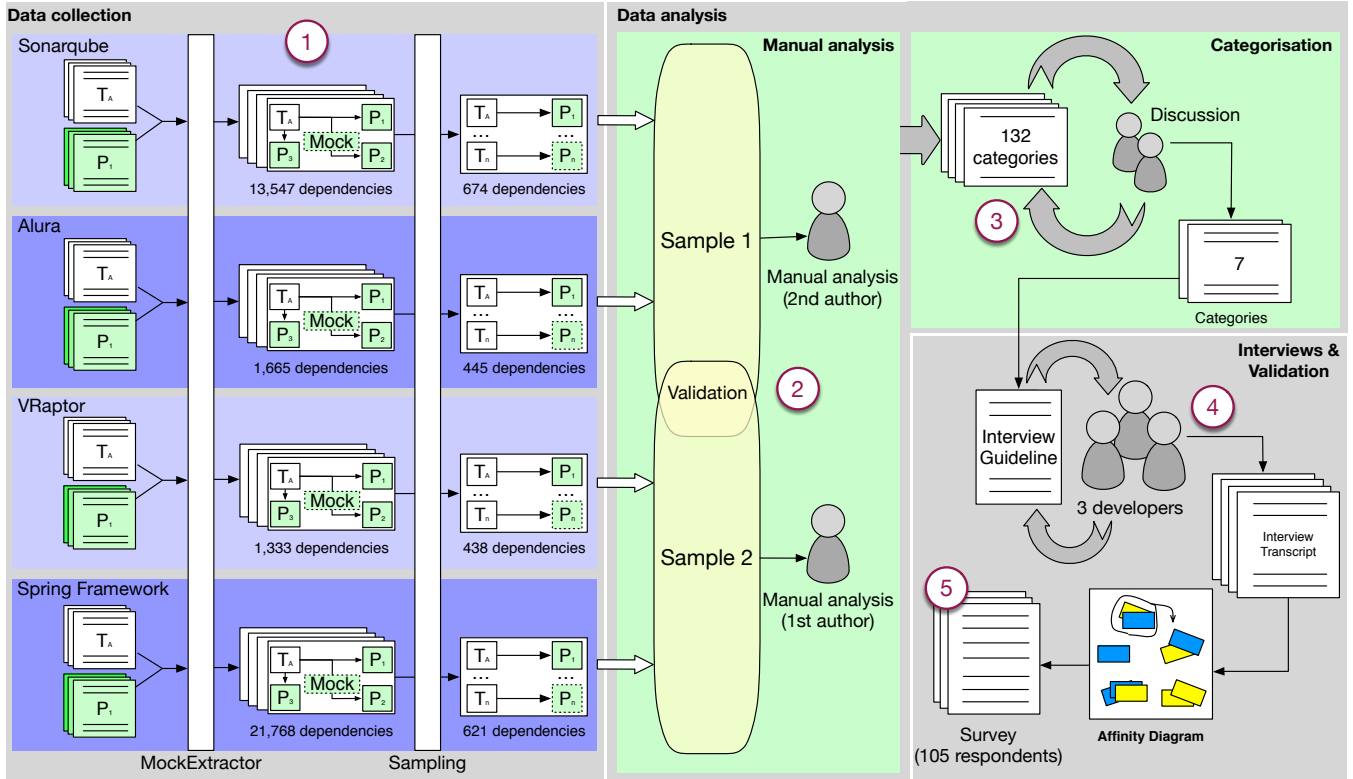 Data collection
Sonarqube
1
T_A
P_1
T_A
P_1
Mock
P_3
P_2
13,547 dependencies
T_A
P_1
...
...
T_n
P_n
674 dependencies
Alura
T_A
P_1
T_A
P_1
Mock
P_3
P_2
1,665 dependencies
T_A
P_1
...
...
T_n
P_n
445 dependencies
VRaptor
T_A
P_1
T_A
P_1
Mock
P_3
P_2
1,333 dependencies
T_A
P_1
...
...
T_n
P_n
438 dependencies
Spring Framework
T_A
P_1
T_A
P_1
Mock
P_3
P_2
21,768 dependencies
T_A
P_1
...
...
T_n
P_n
621 dependencies
MockExtractor
Sampling
Data analysis
Manual analysis
Sample 1
Manual analysis
(2nd author)
Validation
2
Sample 2
Manual analysis
(1st author)
Categorisation
132
categories
Discussion
3
7
Categories
Interviews &
Validation
Interview
Guideline
4
3 developers
Interview
Transcript
5
Survey
(105 respondents)
Affinity Diagram